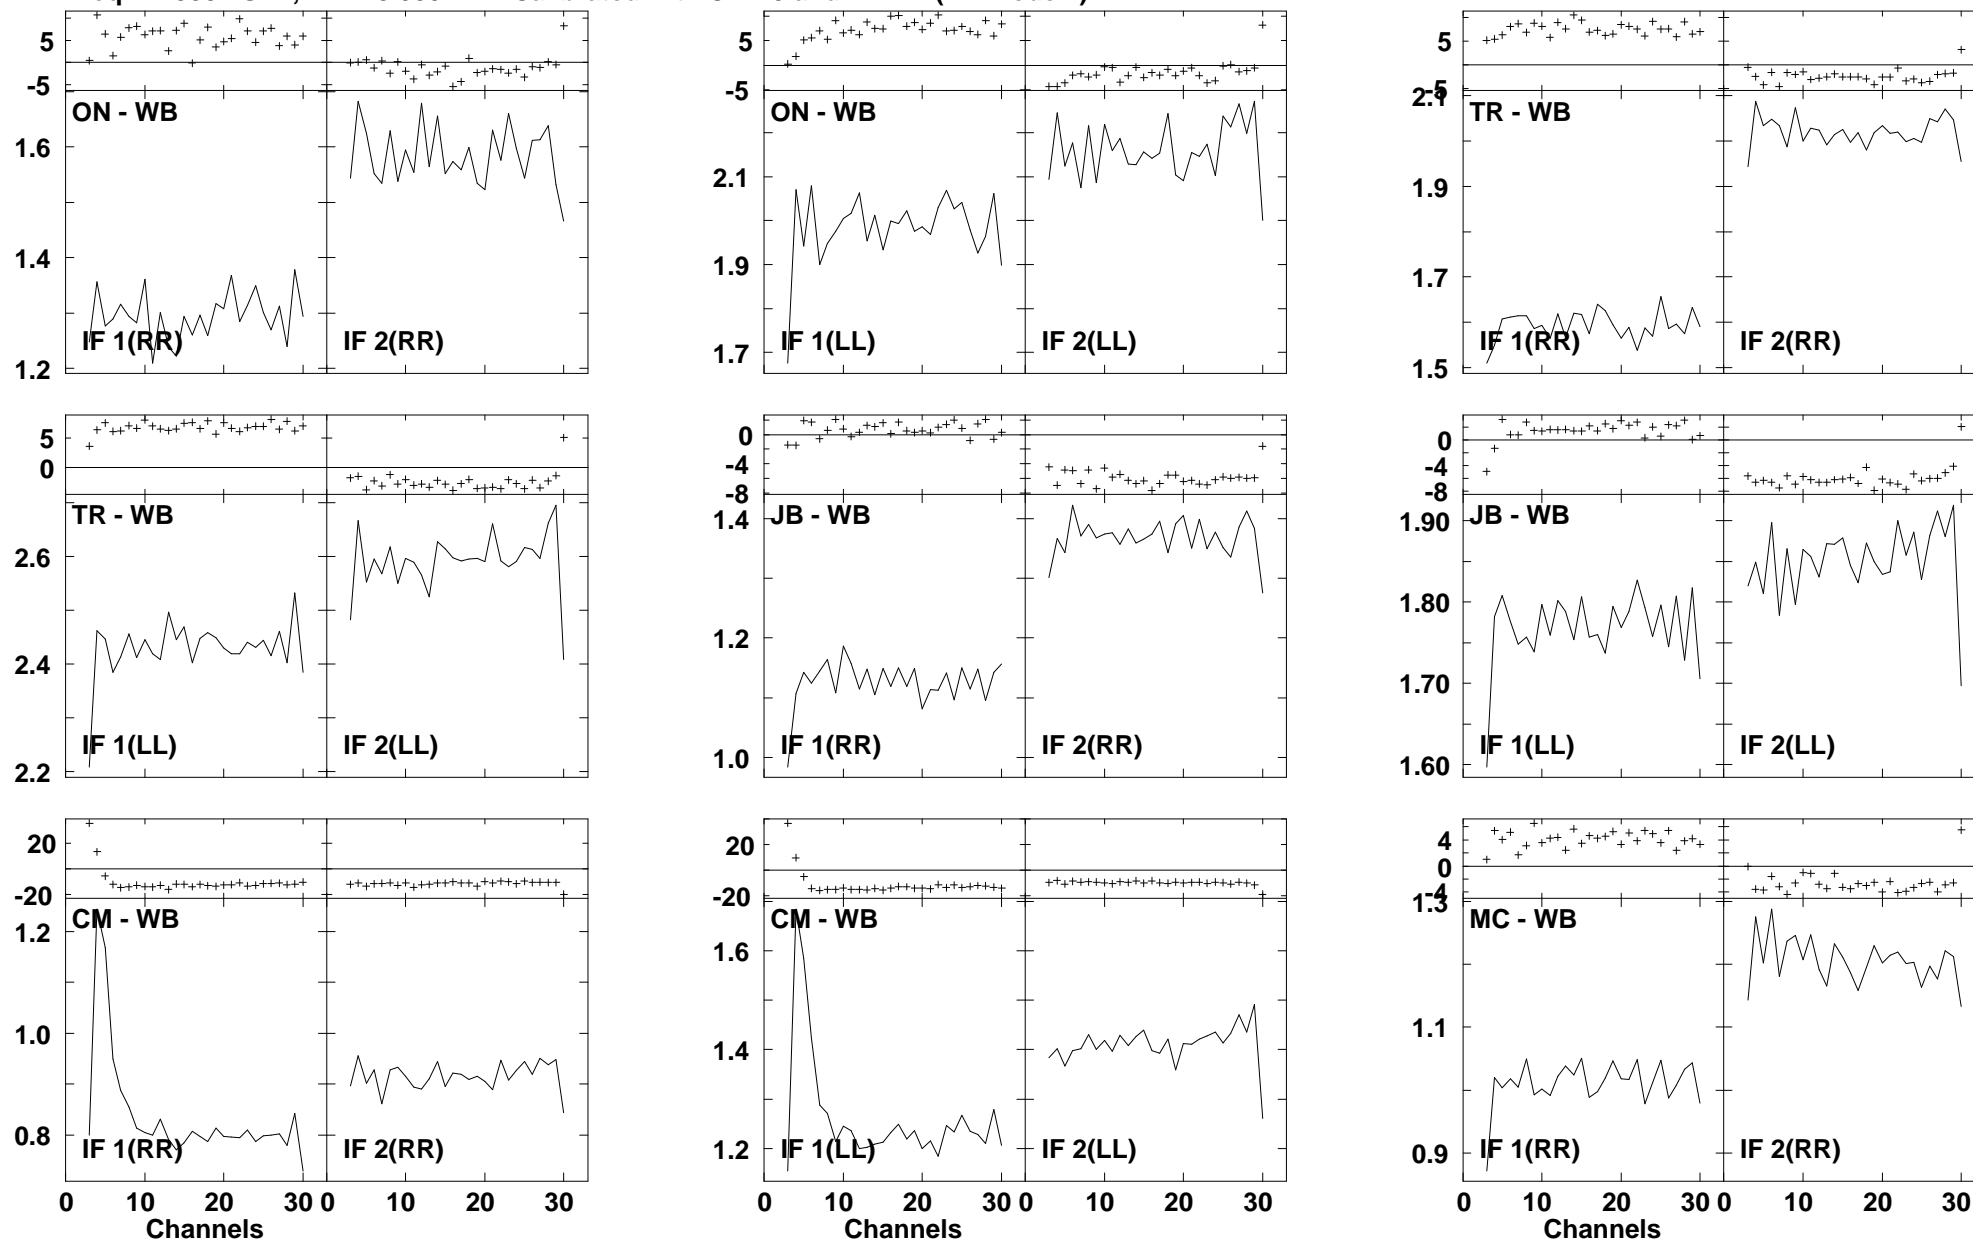 5
-5
ON - WB
1.6
1.4
1.2
IF 1(RR)
IF 2(RR)
5
-5
ON - WB
2.1
1.9
1.7
IF 1(LL)
IF 2(LL)
5
-5
2.1
TR - WB
1.9
1.7
1.5
IF 1(RR)
IF 2(RR)
5
0
TR - WB
2.6
2.4
2.2
IF 1(LL)
IF 2(LL)
0
-4
-8
1.4
JB - WB
1.2
1.0
IF 1(RR)
IF 2(RR)
0
-4
-8
1.90
JB - WB
1.80
1.70
1.60
IF 1(LL)
IF 2(LL)
20
-20
CM - WB
1.2
1.0
0.8
IF 1(RR)
IF 2(RR)
0 10 20 30 0 10 20 30
Channels
20
-20
CM - WB
1.6
1.4
1.2
IF 1(LL)
IF 2(LL)
0 10 20 30 0 10 20 30
Channels
4
0
-4
1.3
MC - WB
1.1
0.9
IF 1(RR)
IF 2(RR)
0 10 20 30 0 10 20 30
Channels